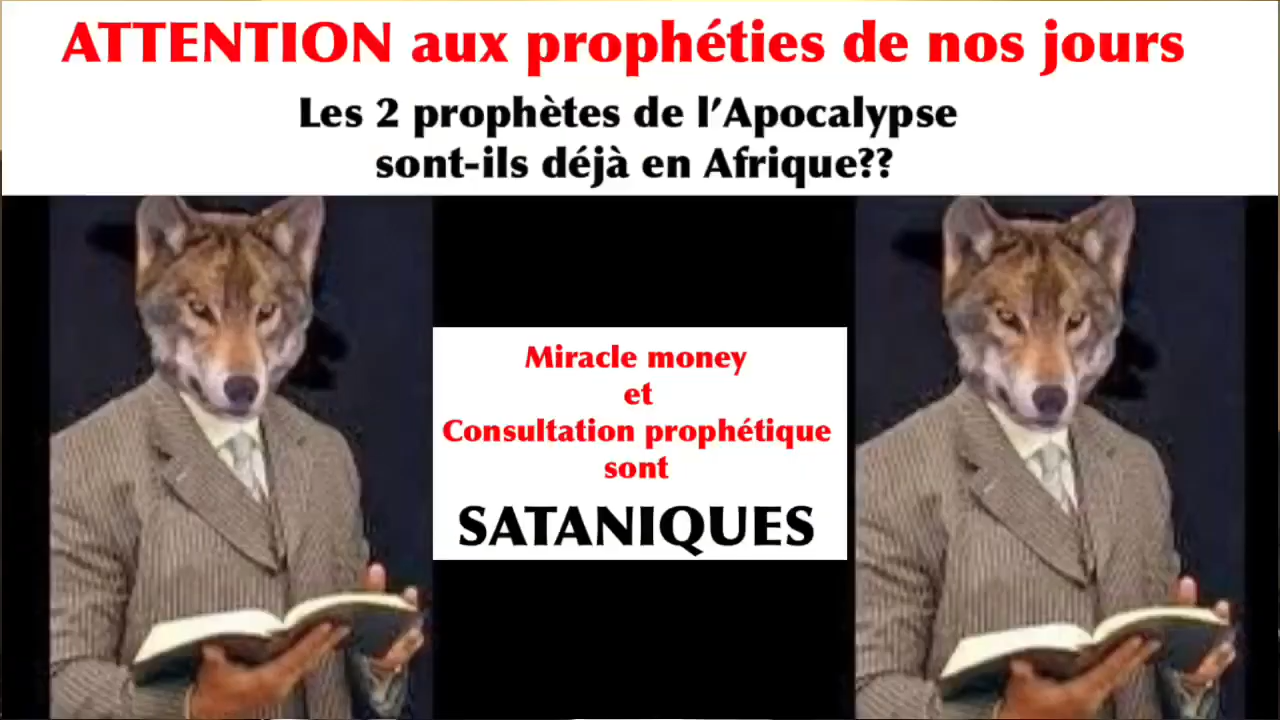 ATTENTION aux prophéties de nos jours
Les 2 prophètes de l'Apocalypse
sont-ils déjà en Afrique??
Miracle money
et
Consultation prophétique
sont
SATANIQUES